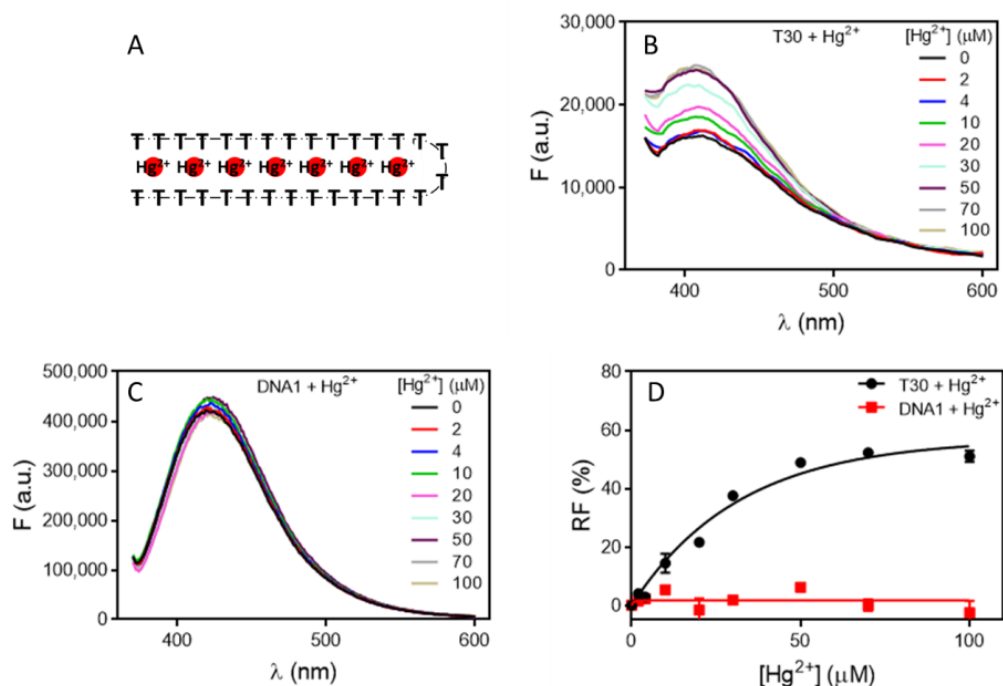 A
T T T T T T T T T T T T T T
T
Hg²⁺ Hg²⁺ Hg²⁺ Hg²⁺ Hg²⁺ Hg²⁺ Hg²⁺
T
T T T T T T T T T T T T T T
B
T30 + Hg²⁺
[Hg²⁺] (μM)
0
2
4
10
20
30
50
70
100
30,000
20,000
10,000
0
F (a.u.)
400 500 600
λ (nm)
C
DNA1 + Hg²⁺
[Hg²⁺] (μM)
0
2
4
10
20
30
50
70
100
500,000
400,000
300,000
200,000
100,000
0
F (a.u.)
400 500 600
λ (nm)
D
T30 + Hg²⁺
DNA1 + Hg²⁺
80
60
40
20
0
RF (%)
0 50 100
[Hg²⁺] (μM)